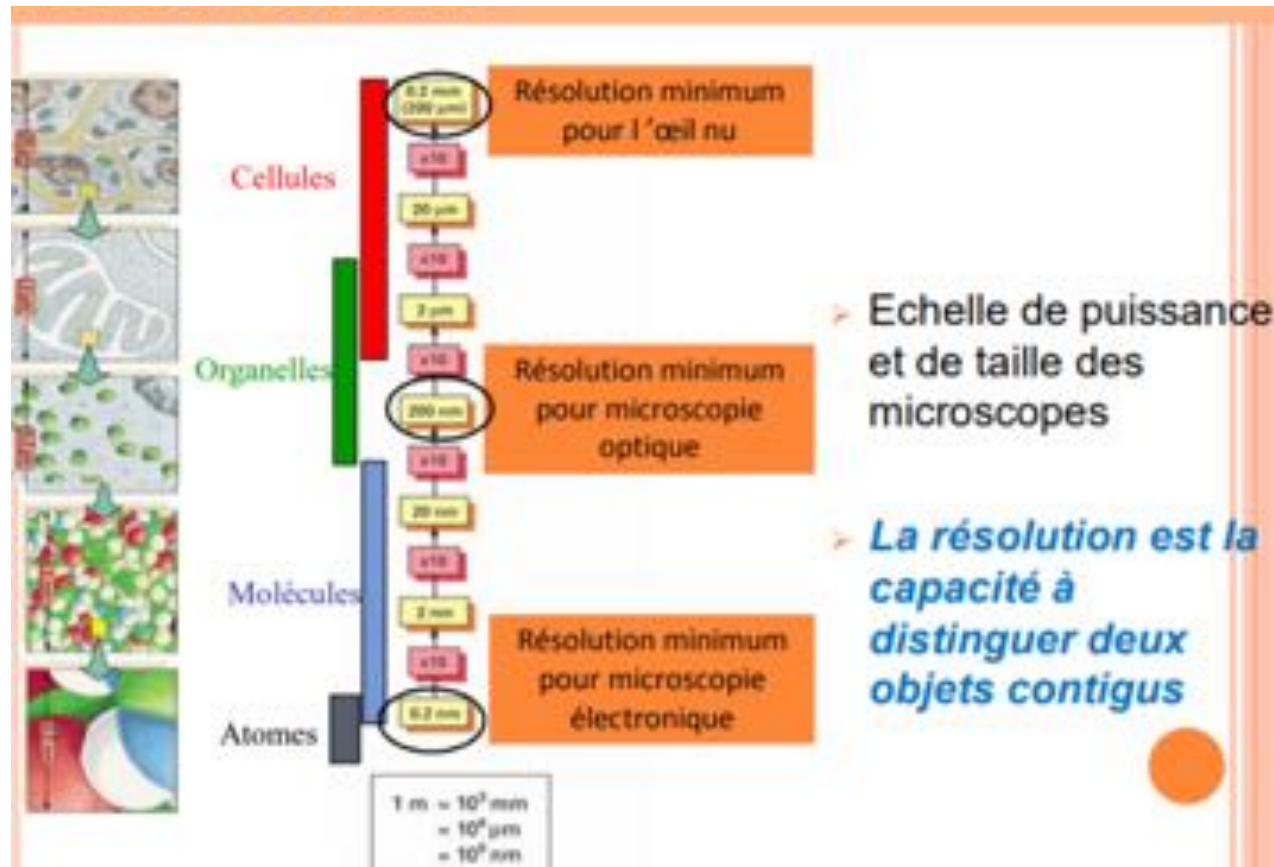 0.2 mm
(200 µm)
Résolution minimum
pour l 'œil nu
x10
Cellules
20 µm
x10
2 µm
x10
Organelles
200 nm
Résolution minimum
pour microscopie
optique
x10
20 nm
x10
Molécules
2 nm
x10
0.2 nm
Résolution minimum
pour microscopie
électronique
Atomes
1 m = 10³ mm
= 10⁶ µm
= 10⁹ nm
➢ Echelle de puissance
et de taille des
microscopes
➢ La résolution est la
capacité à
distinguer deux
objets contigus